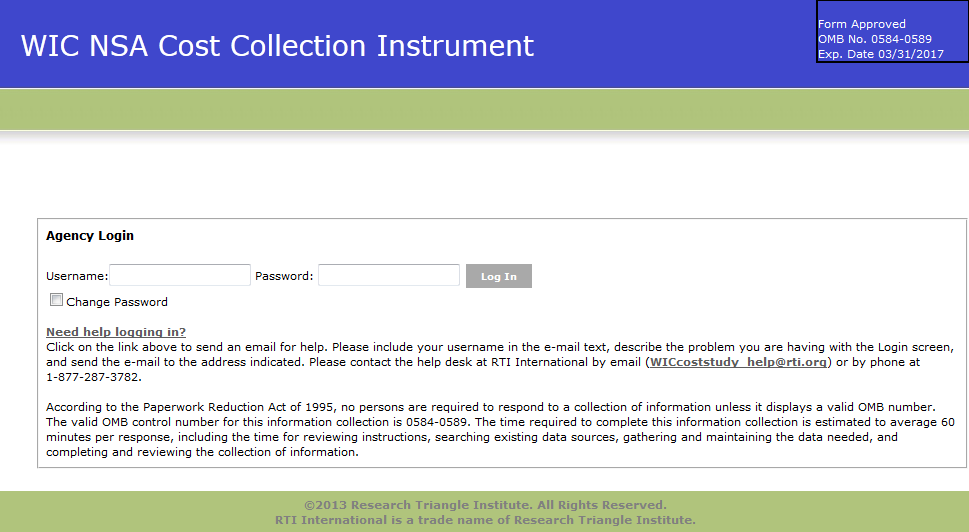 WIC NSA Cost Collection Instrument
Form Approved
OMB No. 0584-0589
Exp. Date 03/31/2017
Agency Login
Username: Password: Log In
Change Password
Need help logging in?
Click on the link above to send an email for help. Please include your username in the e-mail text, describe the problem you are having with the Login screen,
and send the e-mail to the address indicated. Please contact the help desk at RTI International by email (WICcoststudy_help@rti.org) or by phone at
1-877-287-3782.
According to the Paperwork Reduction Act of 1995, no persons are required to respond to a collection of information unless it displays a valid OMB number.
The valid OMB control number for this information collection is 0584-0589. The time required to complete this information collection is estimated to average 60
minutes per response, including the time for reviewing instructions, searching existing data sources, gathering and maintaining the data needed, and
completing and reviewing the collection of information.
©2013 Research Triangle Institute. All Rights Reserved.
RTI International is a trade name of Research Triangle Institute.